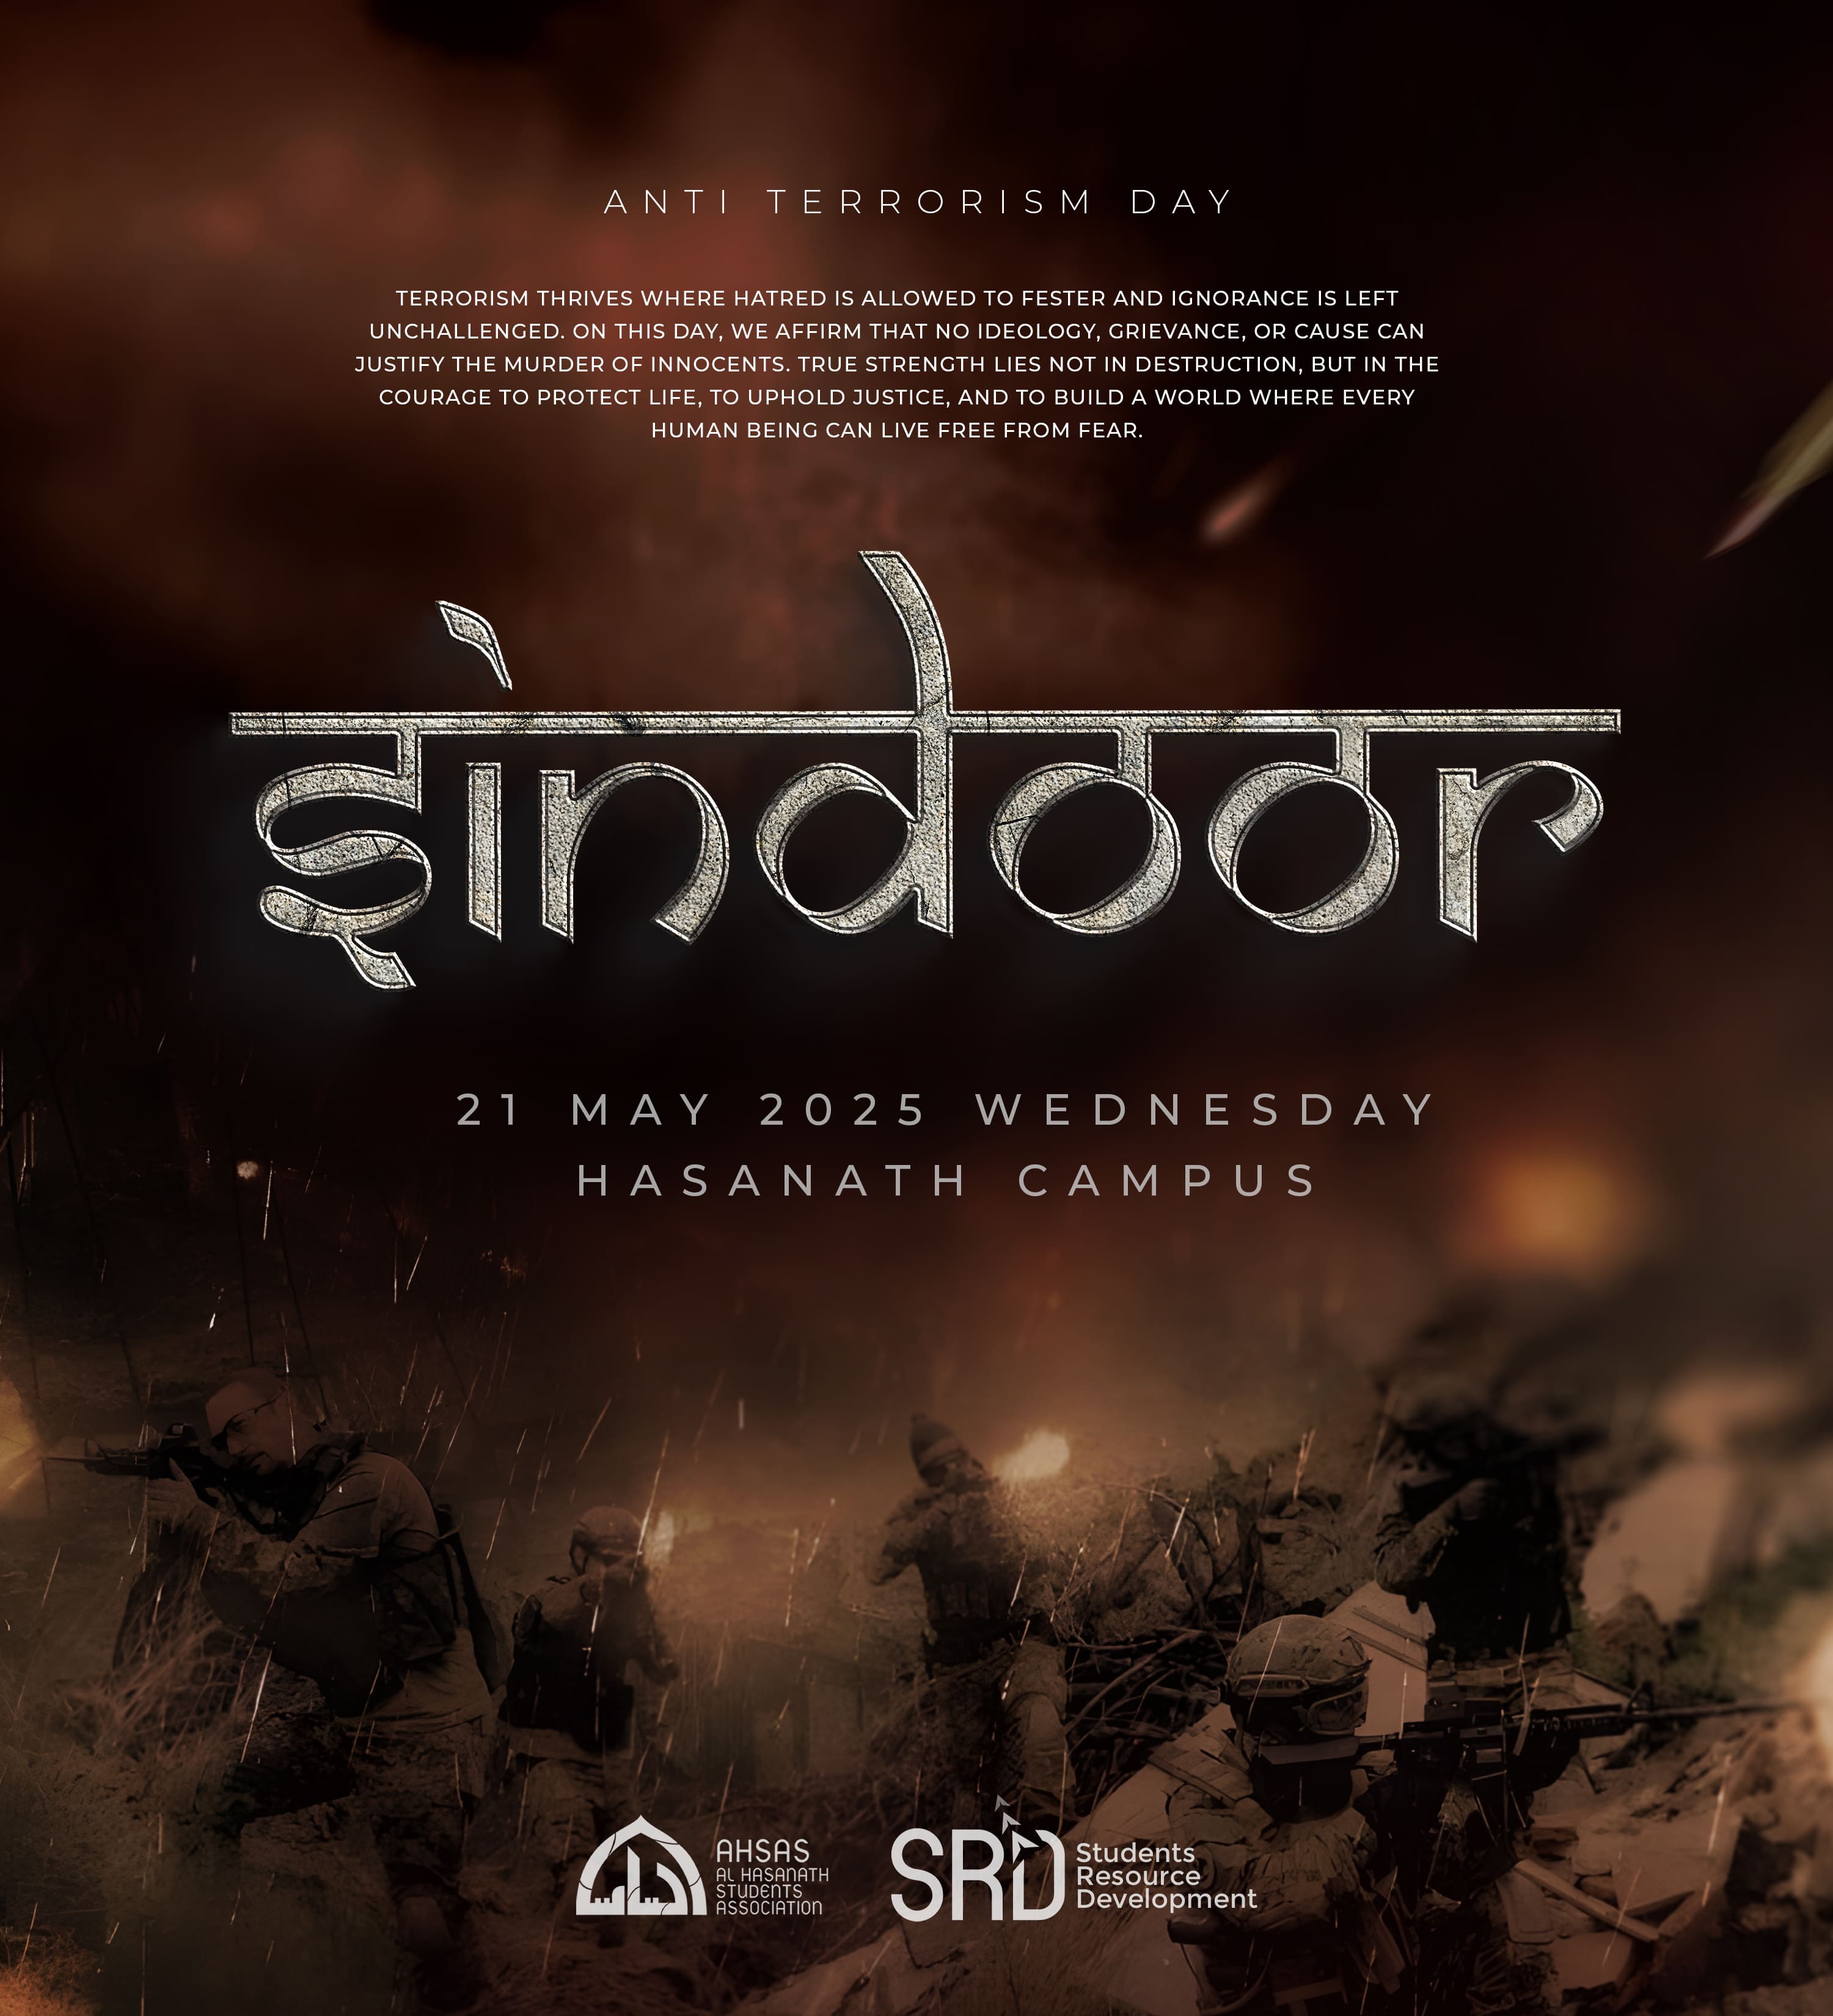 ANTI TERRORISM DAY
TERRORISM THRIVES WHERE HATRED IS ALLOWED TO FESTER AND IGNORANCE IS LEFT
UNCHALLENGED. ON THIS DAY, WE AFFIRM THAT NO IDEOLOGY, GRIEVANCE, OR CAUSE CAN
JUSTIFY THE MURDER OF INNOCENTS. TRUE STRENGTH LIES NOT IN DESTRUCTION, BUT IN THE
COURAGE TO PROTECT LIFE, TO UPHOLD JUSTICE, AND TO BUILD A WORLD WHERE EVERY
HUMAN BEING CAN LIVE FREE FROM FEAR.
sindoor
21 MAY 2025 WEDNESDAY
HASANATH CAMPUS
AHSAS
AL HASANATH
STUDENTS
ASSOCIATION
SRD
Students
Resource
Development